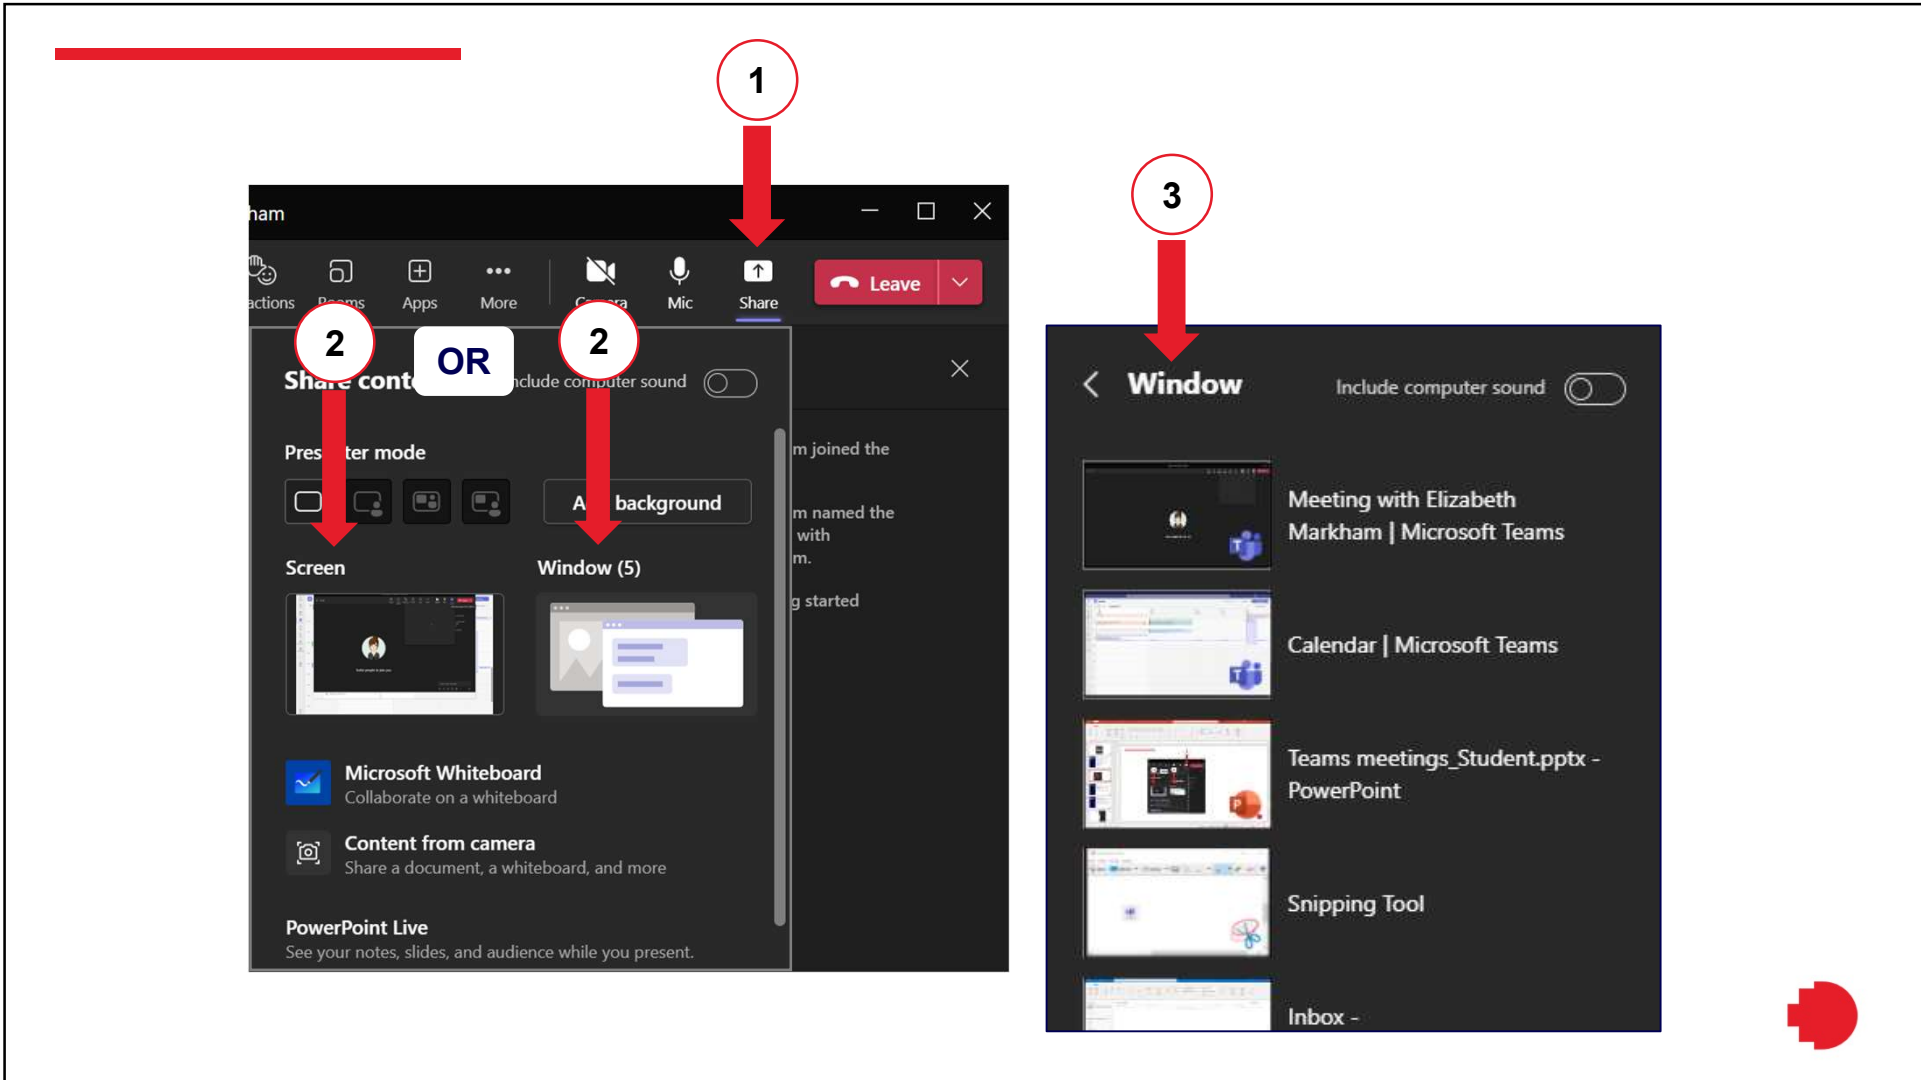 1
3
ham
actions
Rooms
Apps
More
Camera
Mic
Share
Leave
2
OR
2
Share conte
nclude computer sound
Presenter mode
Add background
Screen
Window (5)
m joined the
m named the
with
m.
g started
Microsoft Whiteboard
Collaborate on a whiteboard
Content from camera
Share a document, a whiteboard, and more
PowerPoint Live
See your notes, slides, and audience while you present.
Window
Include computer sound
Meeting with Elizabeth
Markham | Microsoft Teams
Calendar | Microsoft Teams
Teams meetings_Student.pptx -
PowerPoint
Snipping Tool
Inbox -